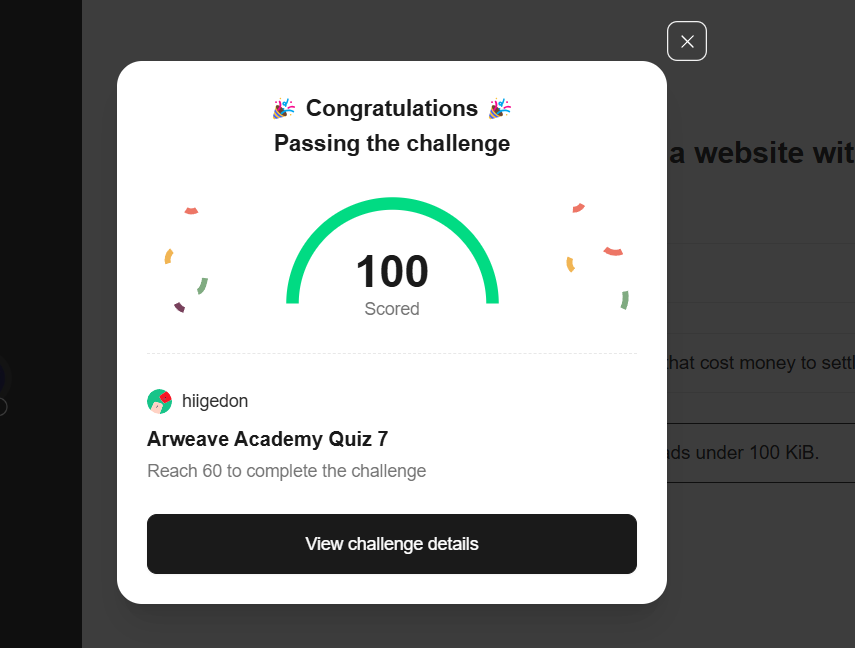 Congratulations
Passing the challenge
a website wit
100
Scored
that cost money to settl
hiigedon
Arweave Academy Quiz 7
ads under 100 KiB.
Reach 60 to complete the challenge
View challenge details